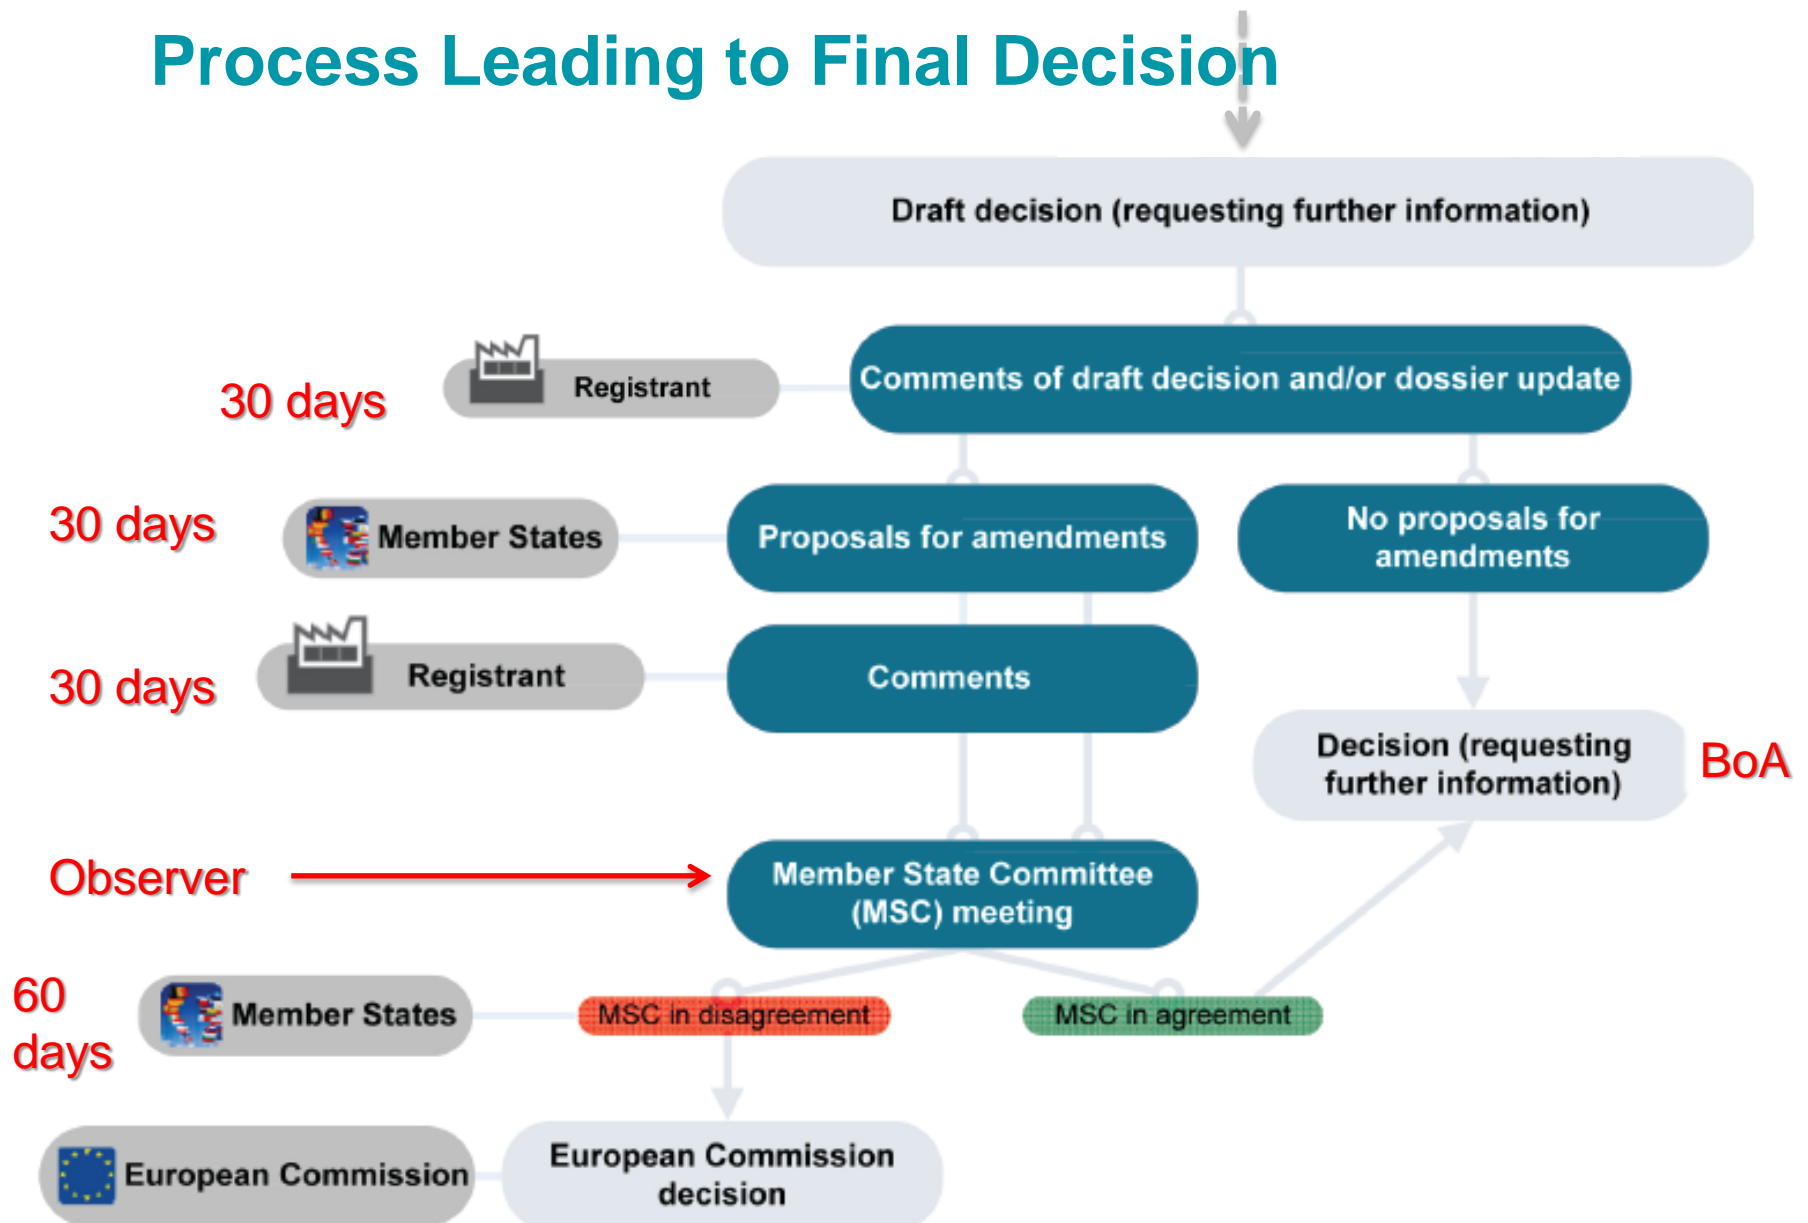 Process Leading to Final Decision
Draft decision (requesting further information)
30 days
Registrant
Comments of draft decision and/or dossier update
30 days
Member States
Proposals for amendments
No proposals for
amendments
30 days
Registrant
Comments
Decision (requesting
further information)
BoA
Observer
Member State Committee
(MSC) meeting
60
days
Member States
MSC in disagreement
MSC in agreement
European Commission
European Commission
decision